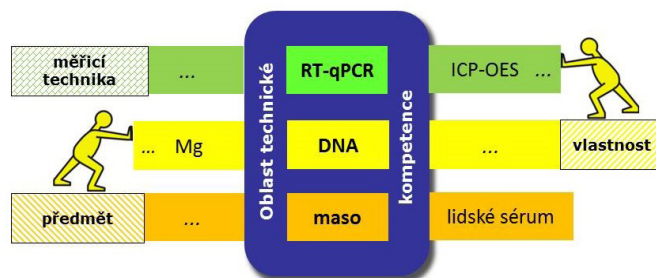 měřicí
technika
...
RT-qPCR
ICP-OES ...
... Mg
DNA
...
vlastnost
předmět
...
maso
lidské sérum
Oblast technické
kompetence